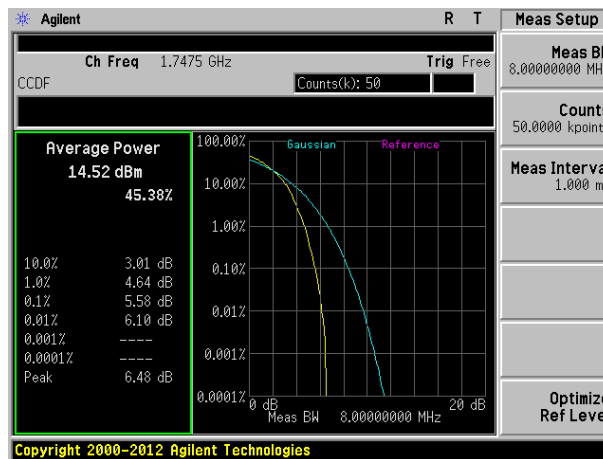 Agilent R T Meas Setup
Ch Freq 1.7475 GHz Trig Free
CCDF Counts(k): 50
Meas B
8.00000000 MH
Count
50.0000 kpoint
Meas Interva
1.000 m
Optimiz
Ref Leve
Average Power
14.52 dBm
45.38%
10.0% 3.01 dB
1.0% 4.64 dB
0.1% 5.58 dB
0.01% 6.10 dB
0.001% ----
0.0001% ----
Peak 6.48 dB
Gaussian Reference
100.00%
10.00%
1.00%
0.10%
0.01%
0.001%
0.0001%
0 dB 20 dB
Meas BW 8.00000000 MHz
Copyright 2000-2012 Agilent Technologies